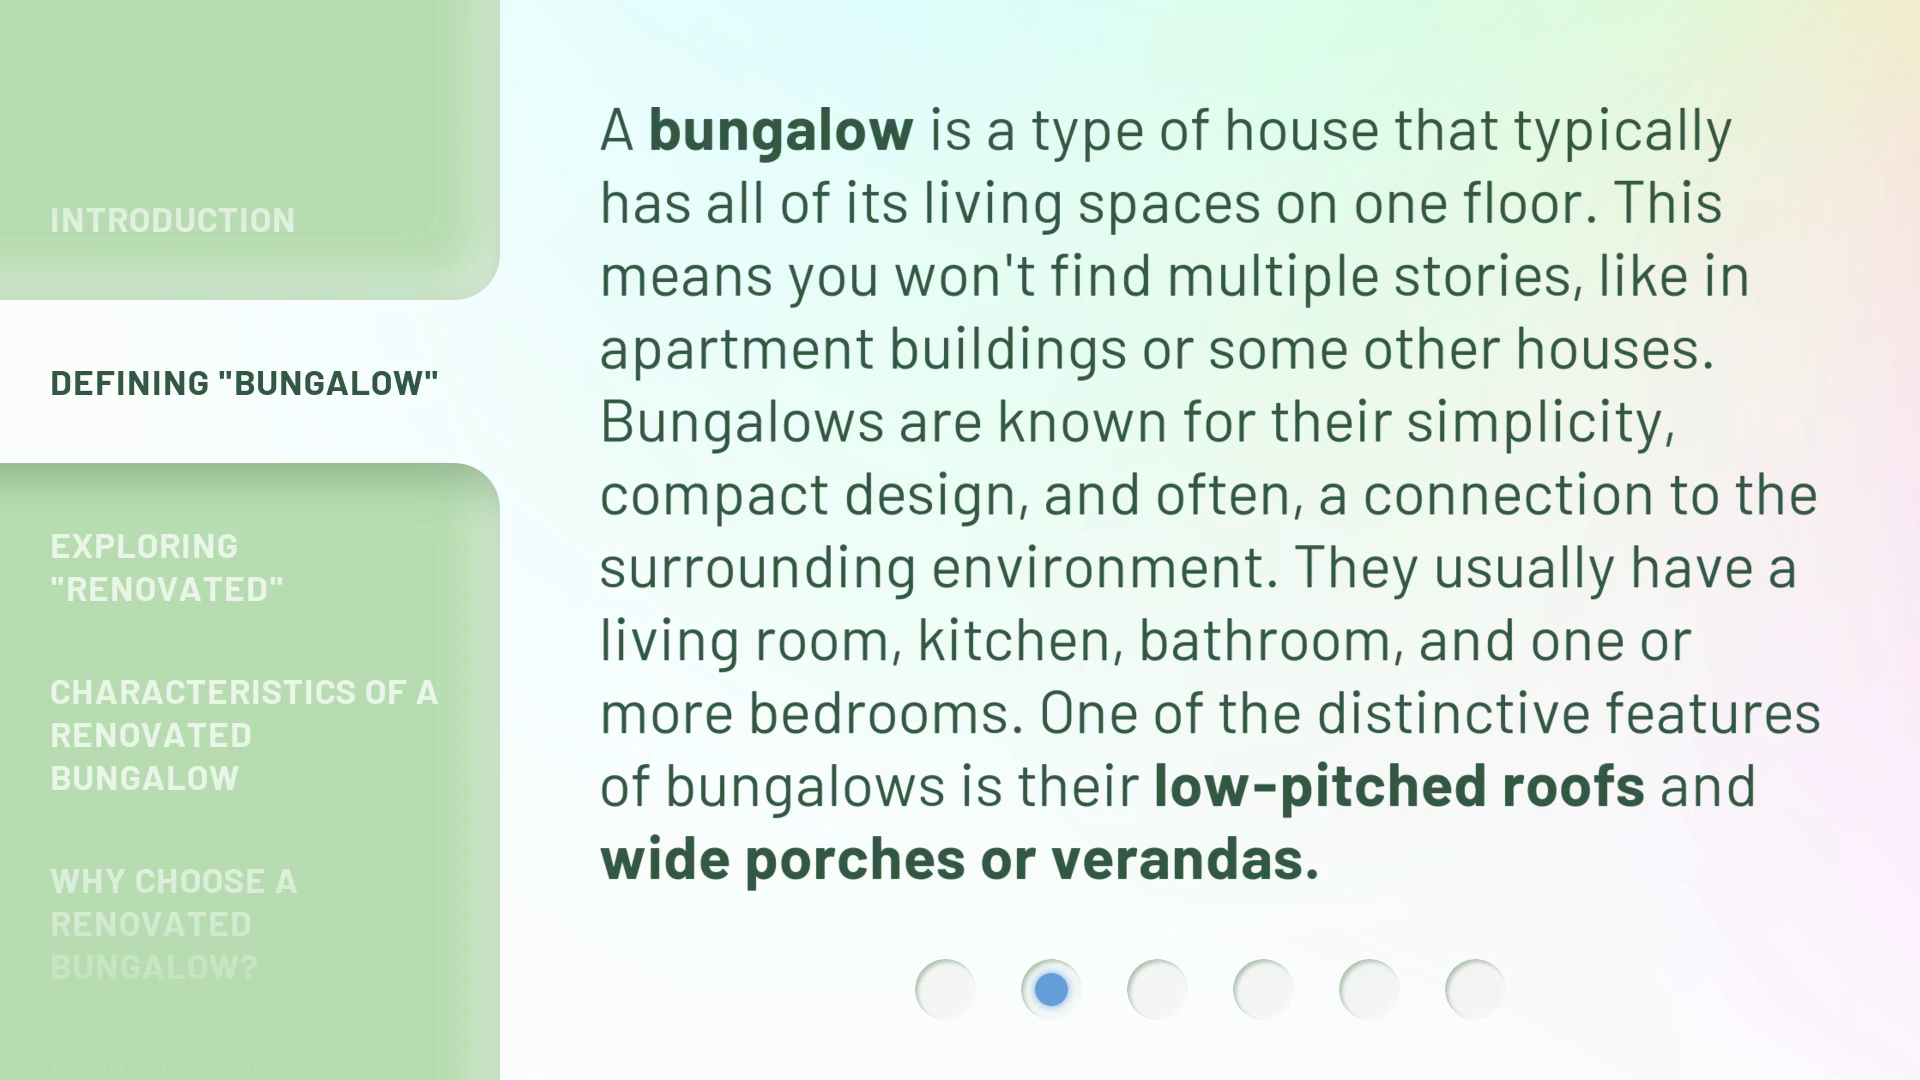 INTRODUCTION
DEFINING "BUNGALOW"
EXPLORING
"RENOVATED"
CHARACTERISTICS OF A
RENOVATED
BUNGALOW
WHY CHOOSE A
RENOVATED
BUNGALOW?
A bungalow is a type of house that typically
has all of its living spaces on one floor. This
means you won't find multiple stories, like in
apartment buildings or some other houses.
Bungalows are known for their simplicity,
compact design, and often, a connection to the
surrounding environment. They usually have a
living room, kitchen, bathroom, and one or
more bedrooms. One of the distinctive features
of bungalows is their low-pitched roofs and
wide porches or verandas.